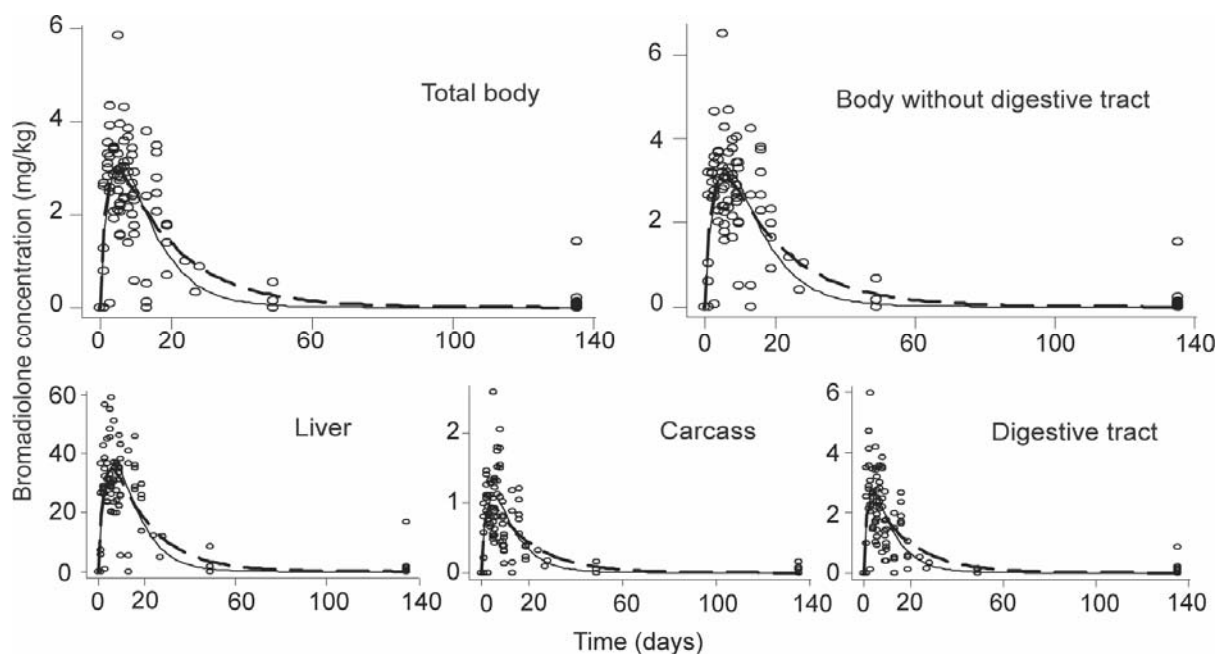 Bromadiolone concentration (mg/kg)
Total body
6
4
2
0
0 20 60 100 140
Body without digestive tract
6
4
2
0
0 20 60 100 140
Liver
60
40
20
0
0 20 60 100 140
Carcass
2
1
0
0 20 60 100 140
Digestive tract
6
4
2
0
0 20 60 100 140
Time (days)